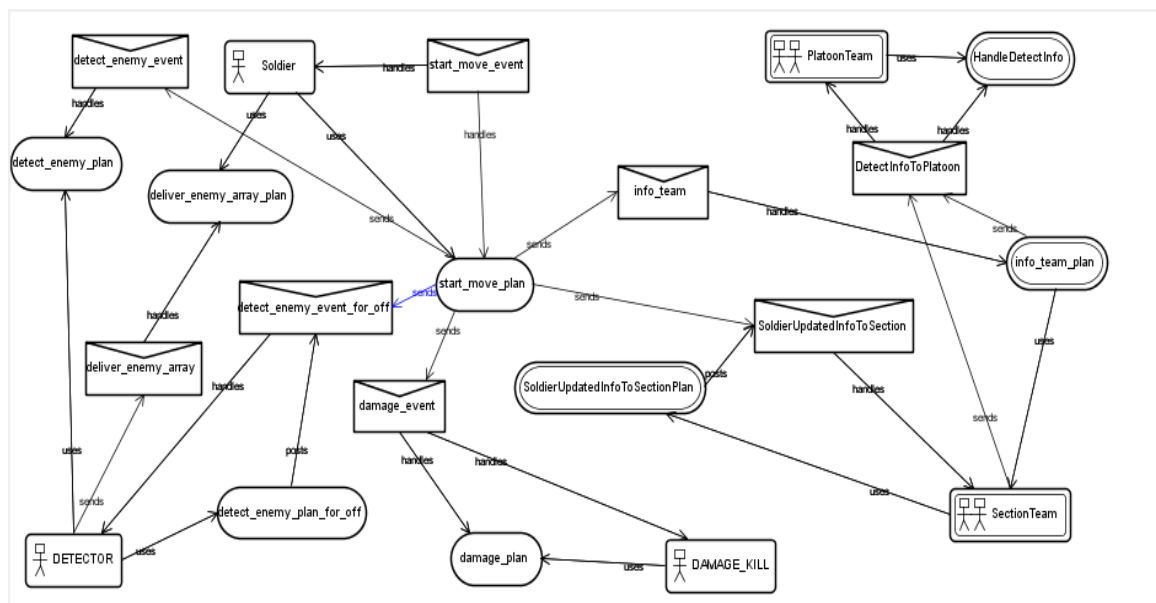 detect_enemy_event
Soldier
handles
start_move_event
PlatoonTeam
uses
HandleDetectInfo
handles
uses
uses
handles
handles
handles
detect_enemy_plan
deliver_enemy_array_plan
info_team
DetectInfoToPlatoon
sends
handles
sends
sends
info_team_plan
start_move_plan
sends
sends
detect_enemy_event_for_off
SoldierUpdatedInfoToSection
handles
sends
uses
deliver_enemy_array
handles
SoldierUpdatedInfoToSectionPlan
posts
handles
damage_event
sends
uses
posts
handles
handles
uses
sends
detect_enemy_plan_for_off
SectionTeam
DETECTOR
uses
damage_plan
uses
DAMAGE_KILL